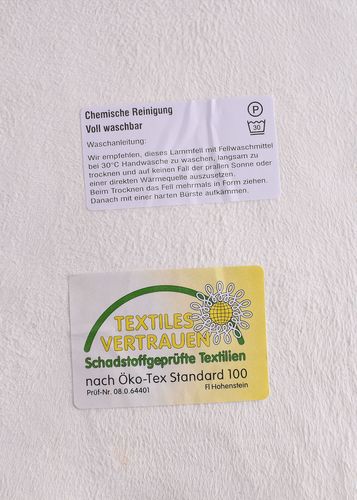 Chemische Reinigung
Voll waschbar
P
30
Waschanleitung:
Wir empfehlen, dieses Lammfell mit Fellwaschmittel
bei 30°C Handwäsche zu waschen, langsam zu
trocknen und auf keinen Fall der prallen Sonne oder
einer direkten Wärmequelle auszusetzen.
Beim Trocknen das Fell mehrmals in Form ziehen.
Danach mit einer harten Bürste aufkämmen.
TEXTILES
VERTRAUEN
Schadstoffgeprüfte Textilien
nach Öko-Tex Standard 100
Prüf-Nr. 08.0.64401
FI Hohenstein